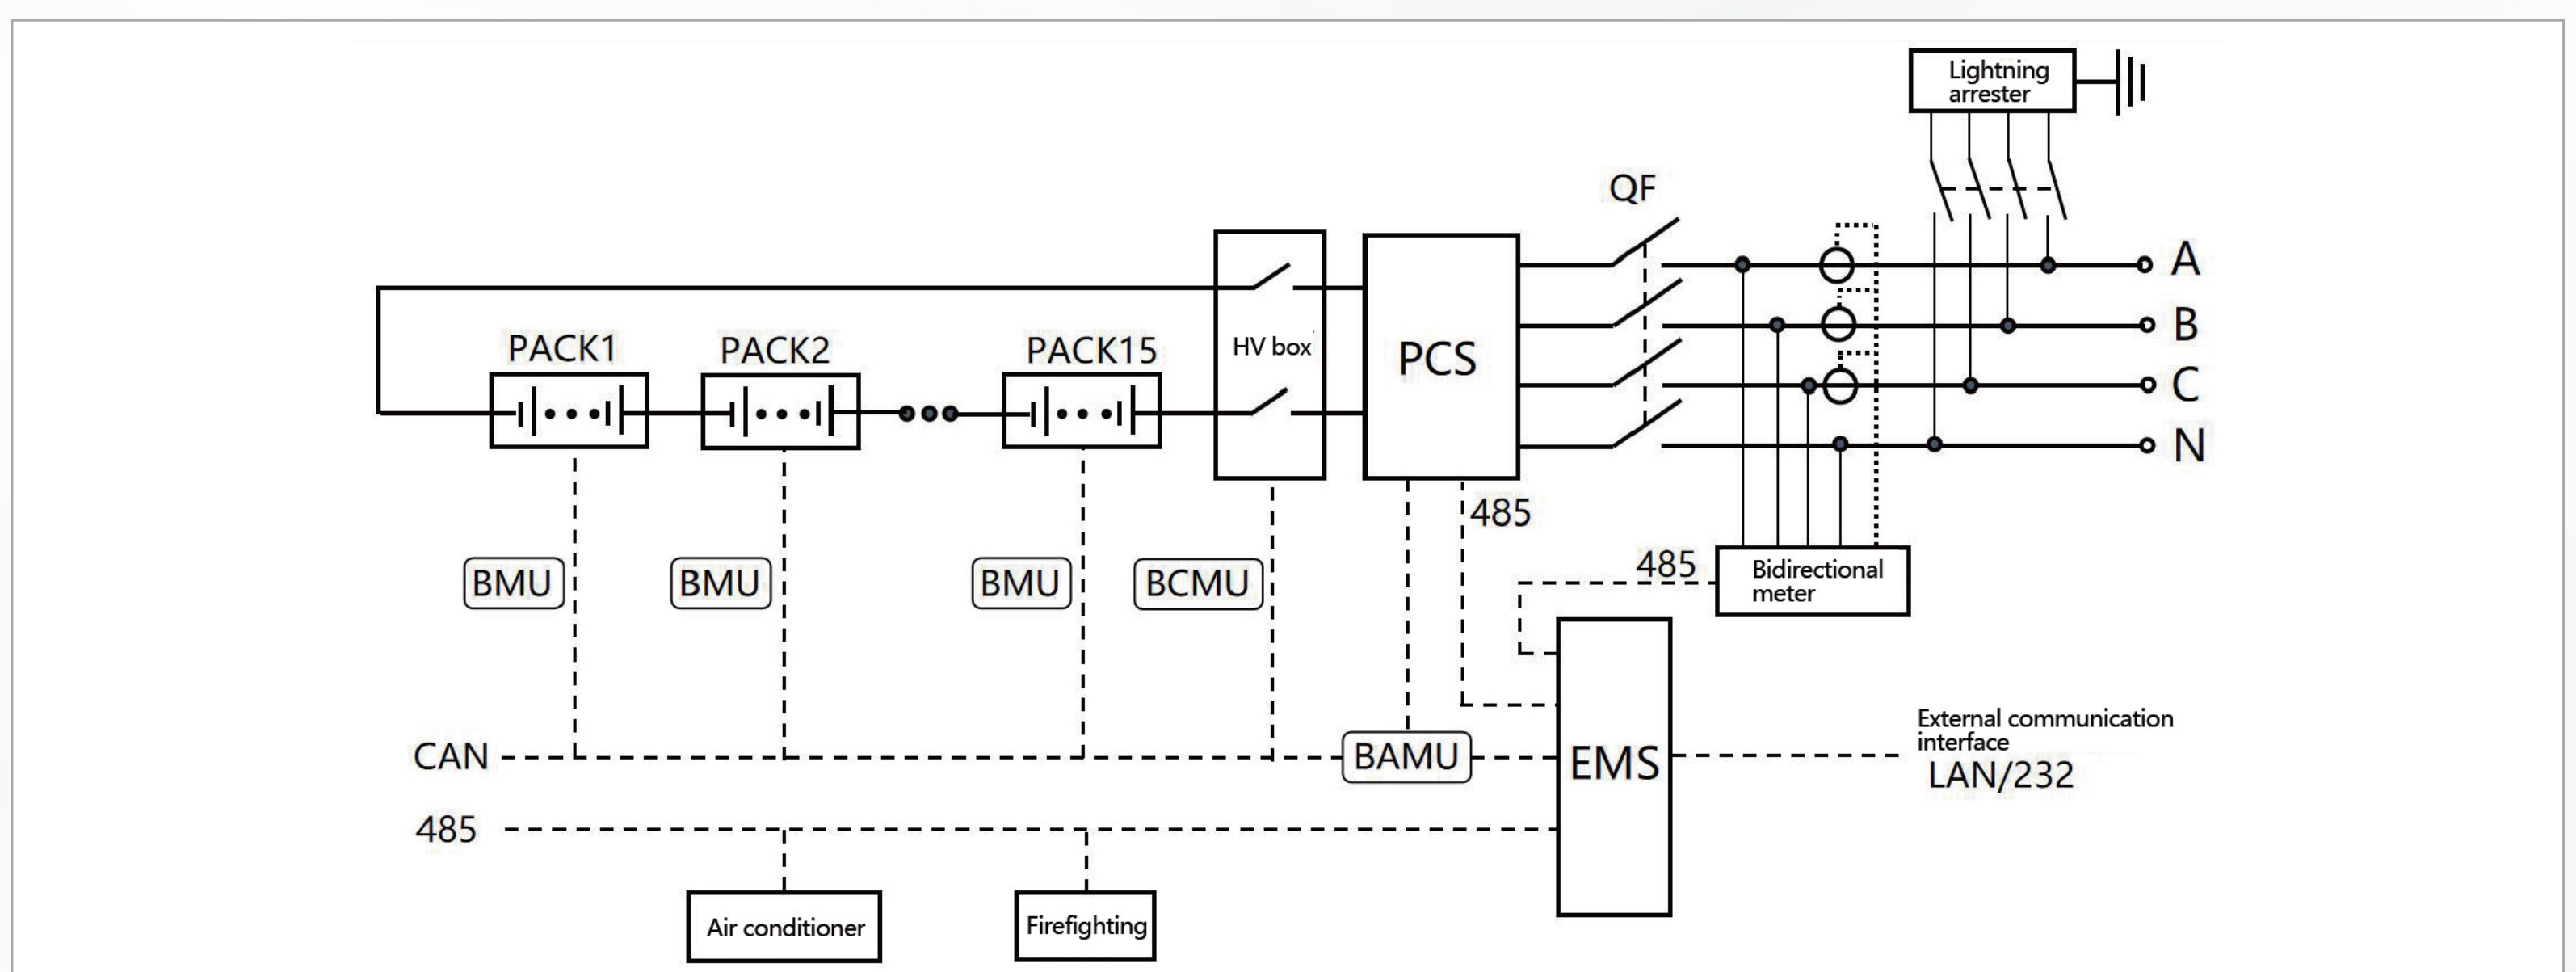 Lightning
arrester
QF
A
PACK1
PACK2
PACK15
HV box
PCS
B
C
N
485
485
BMU
BMU
BMU
BCMU
Bidirectional
meter
CAN
BAMU
EMS
External communication
interface
LAN/232
485
Air conditioner
Firefighting